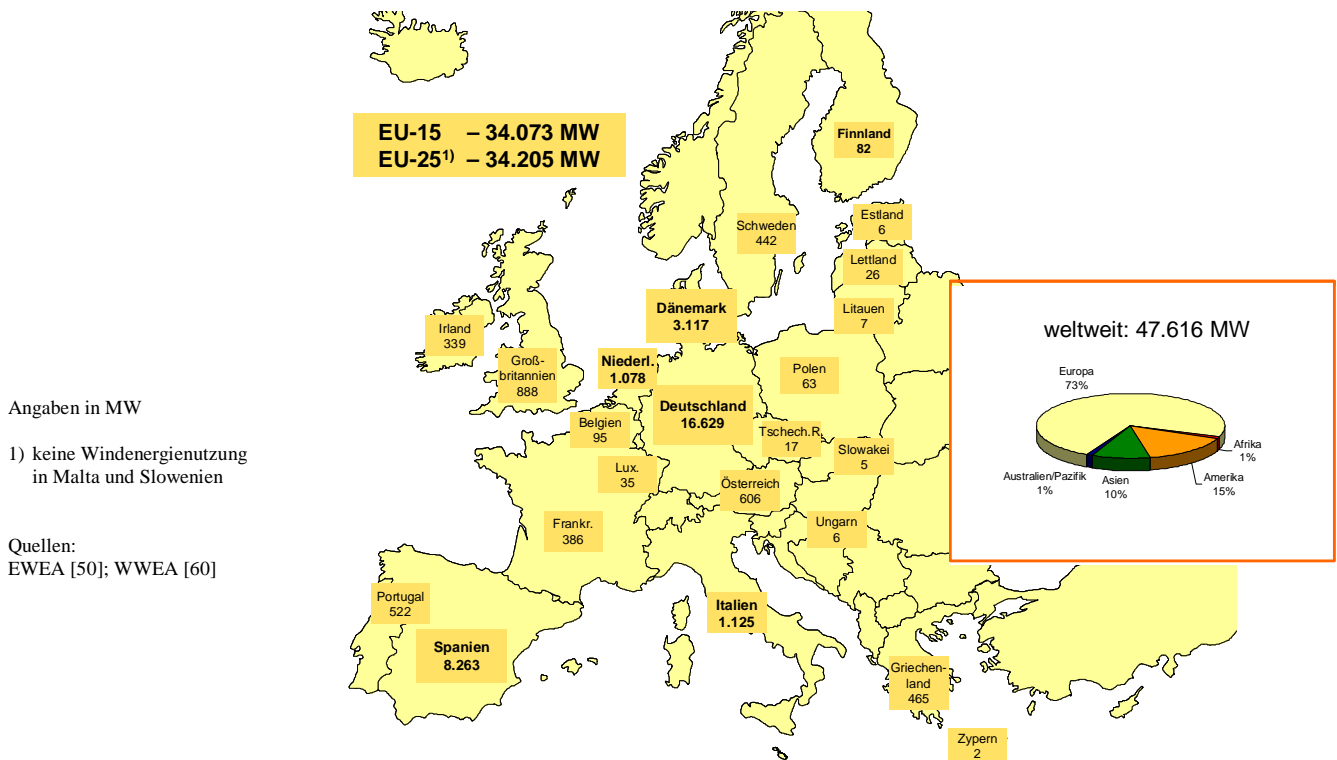 EU-15 – 34.073 MW
EU-25¹⁾ – 34.205 MW
Finnland
82
Schweden
442
Estland
6
Lettland
26
Litauen
7
Dänemark
3.117
Irland
339
Groß-
britannien
888
Niederl.
1.078
Polen
63
Deutschland
16.629
Belgien
95
Tschech.R.
17
Slowakei
5
Lux.
35
Österreich
606
Frankr.
386
Ungarn
6
Portugal
522
Italien
1.125
Spanien
8.263
Griechen-
land
465
Zypern
2
weltweit: 47.616 MW
Europa
73%
Afrika
1%
Amerika
15%
Asien
10%
Australien/Pazifik
1%
Angaben in MW
1) keine Windenergienutzung
in Malta und Slowenien
Quellen:
EWEA [50]; WWEA [60]